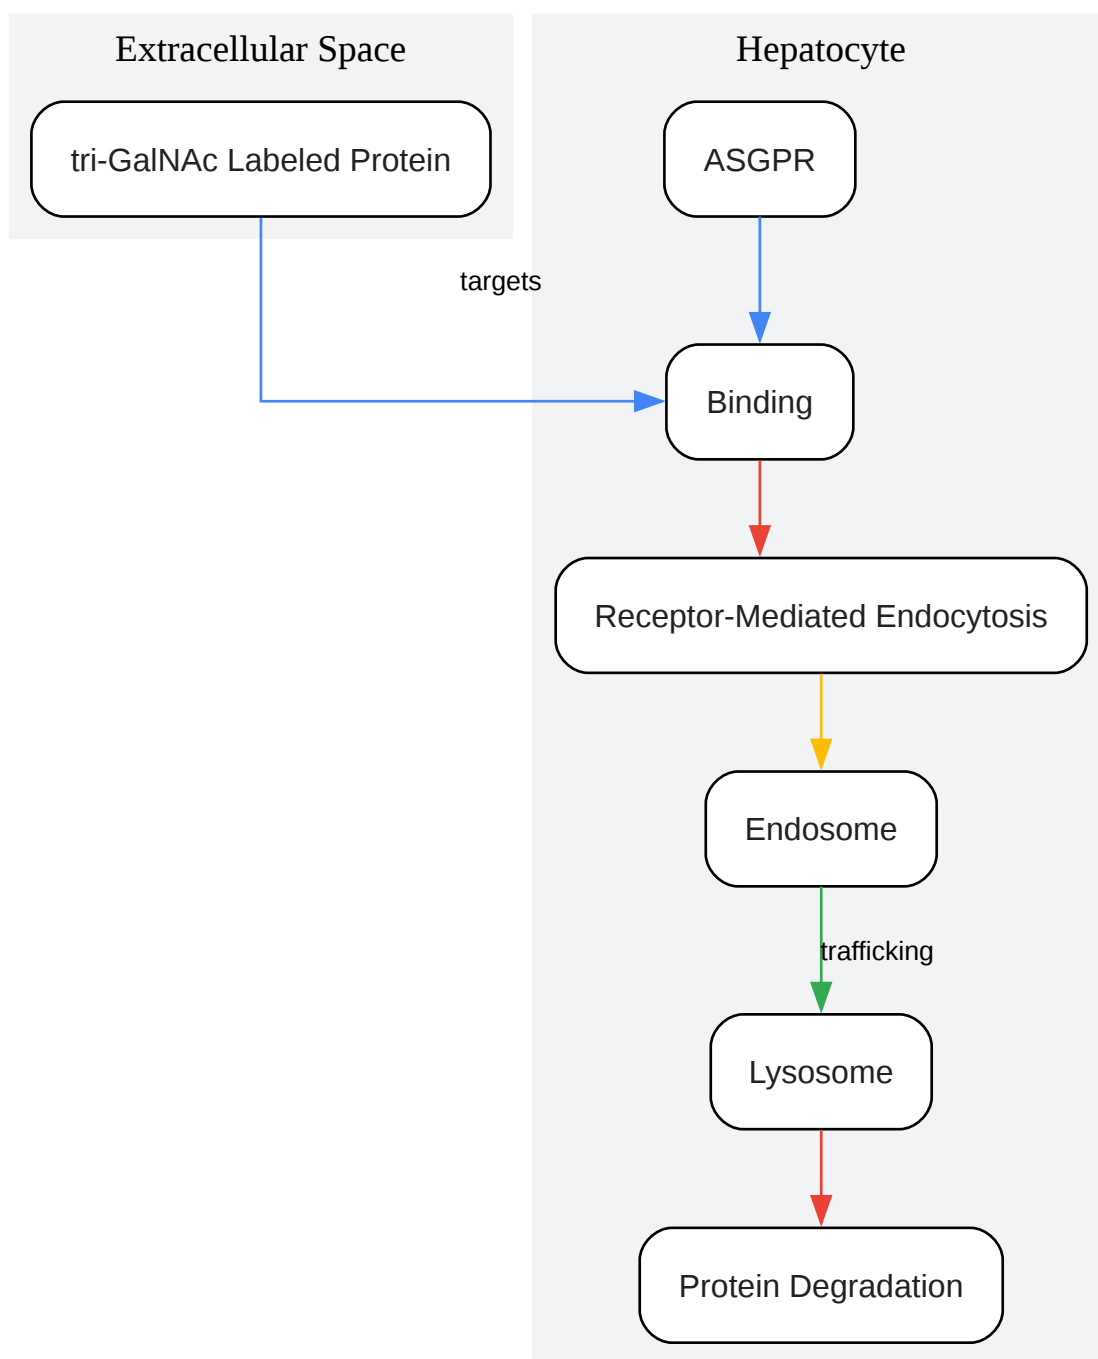 Extracellular Space
Hepatocyte
tri-GalNAc Labeled Protein
ASGPR
targets
Binding
Receptor-Mediated Endocytosis
Endosome
trafficking
Lysosome
Protein Degradation